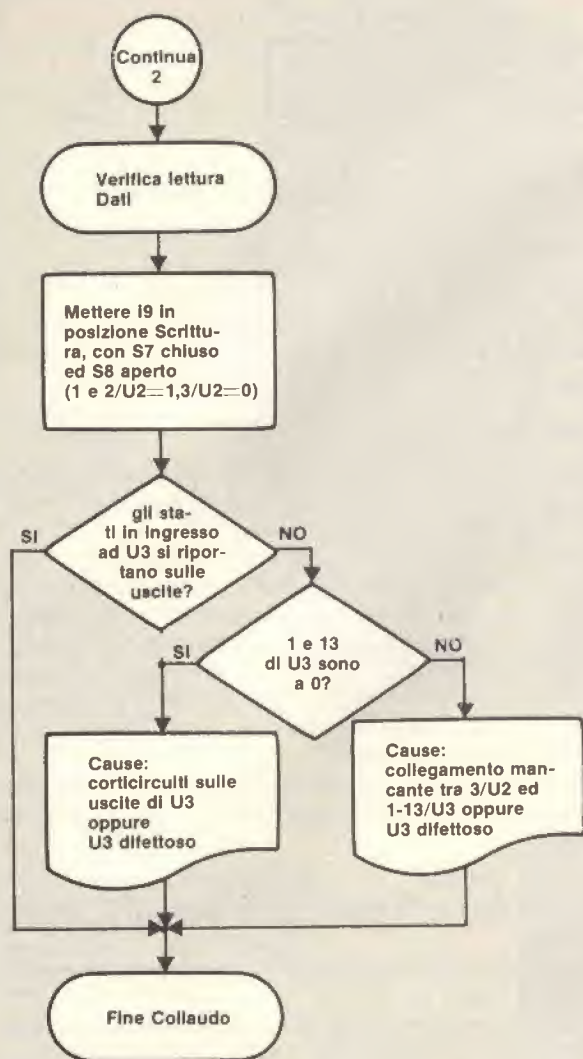 Continua
2
Verifica lettura
Dati
Mettere i9 in
posizione Scrittu-
ra, con S7 chiuso
ed S8 aperto
(1 e 2/U2=1,3/U2=0)
gli sta-
ti in ingresso
ad U3 si ripor-
tano sulle
uscite?
SI
NO
1 e 13
di U3 sono
a 0?
SI
NO
Cause:
corticircuiti sulle
uscite di U3
oppure
U3 difettoso
Cause:
collegamento man-
cante tra 3/U2 ed
1-13/U3 oppure
U3 difettoso
Fine Collaudo